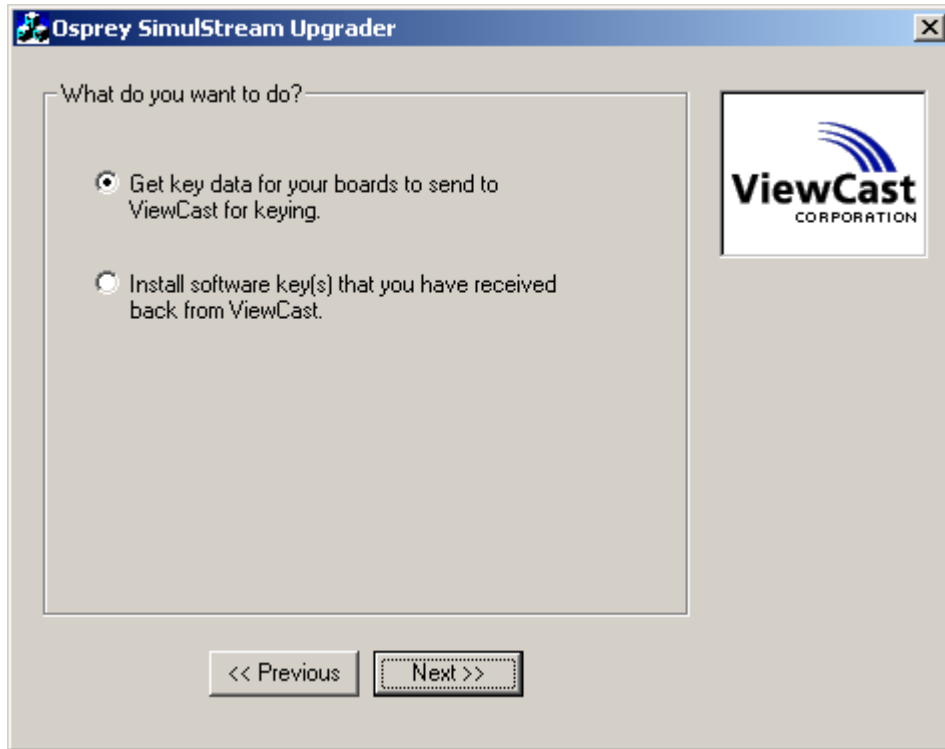 Osprey SimulStream Upgrader
What do you want to do?
Get key data for your boards to send to
ViewCast for keying.
Install software key(s) that you have received
back from ViewCast.
ViewCast
CORPORATION
<< Previous
Next >>